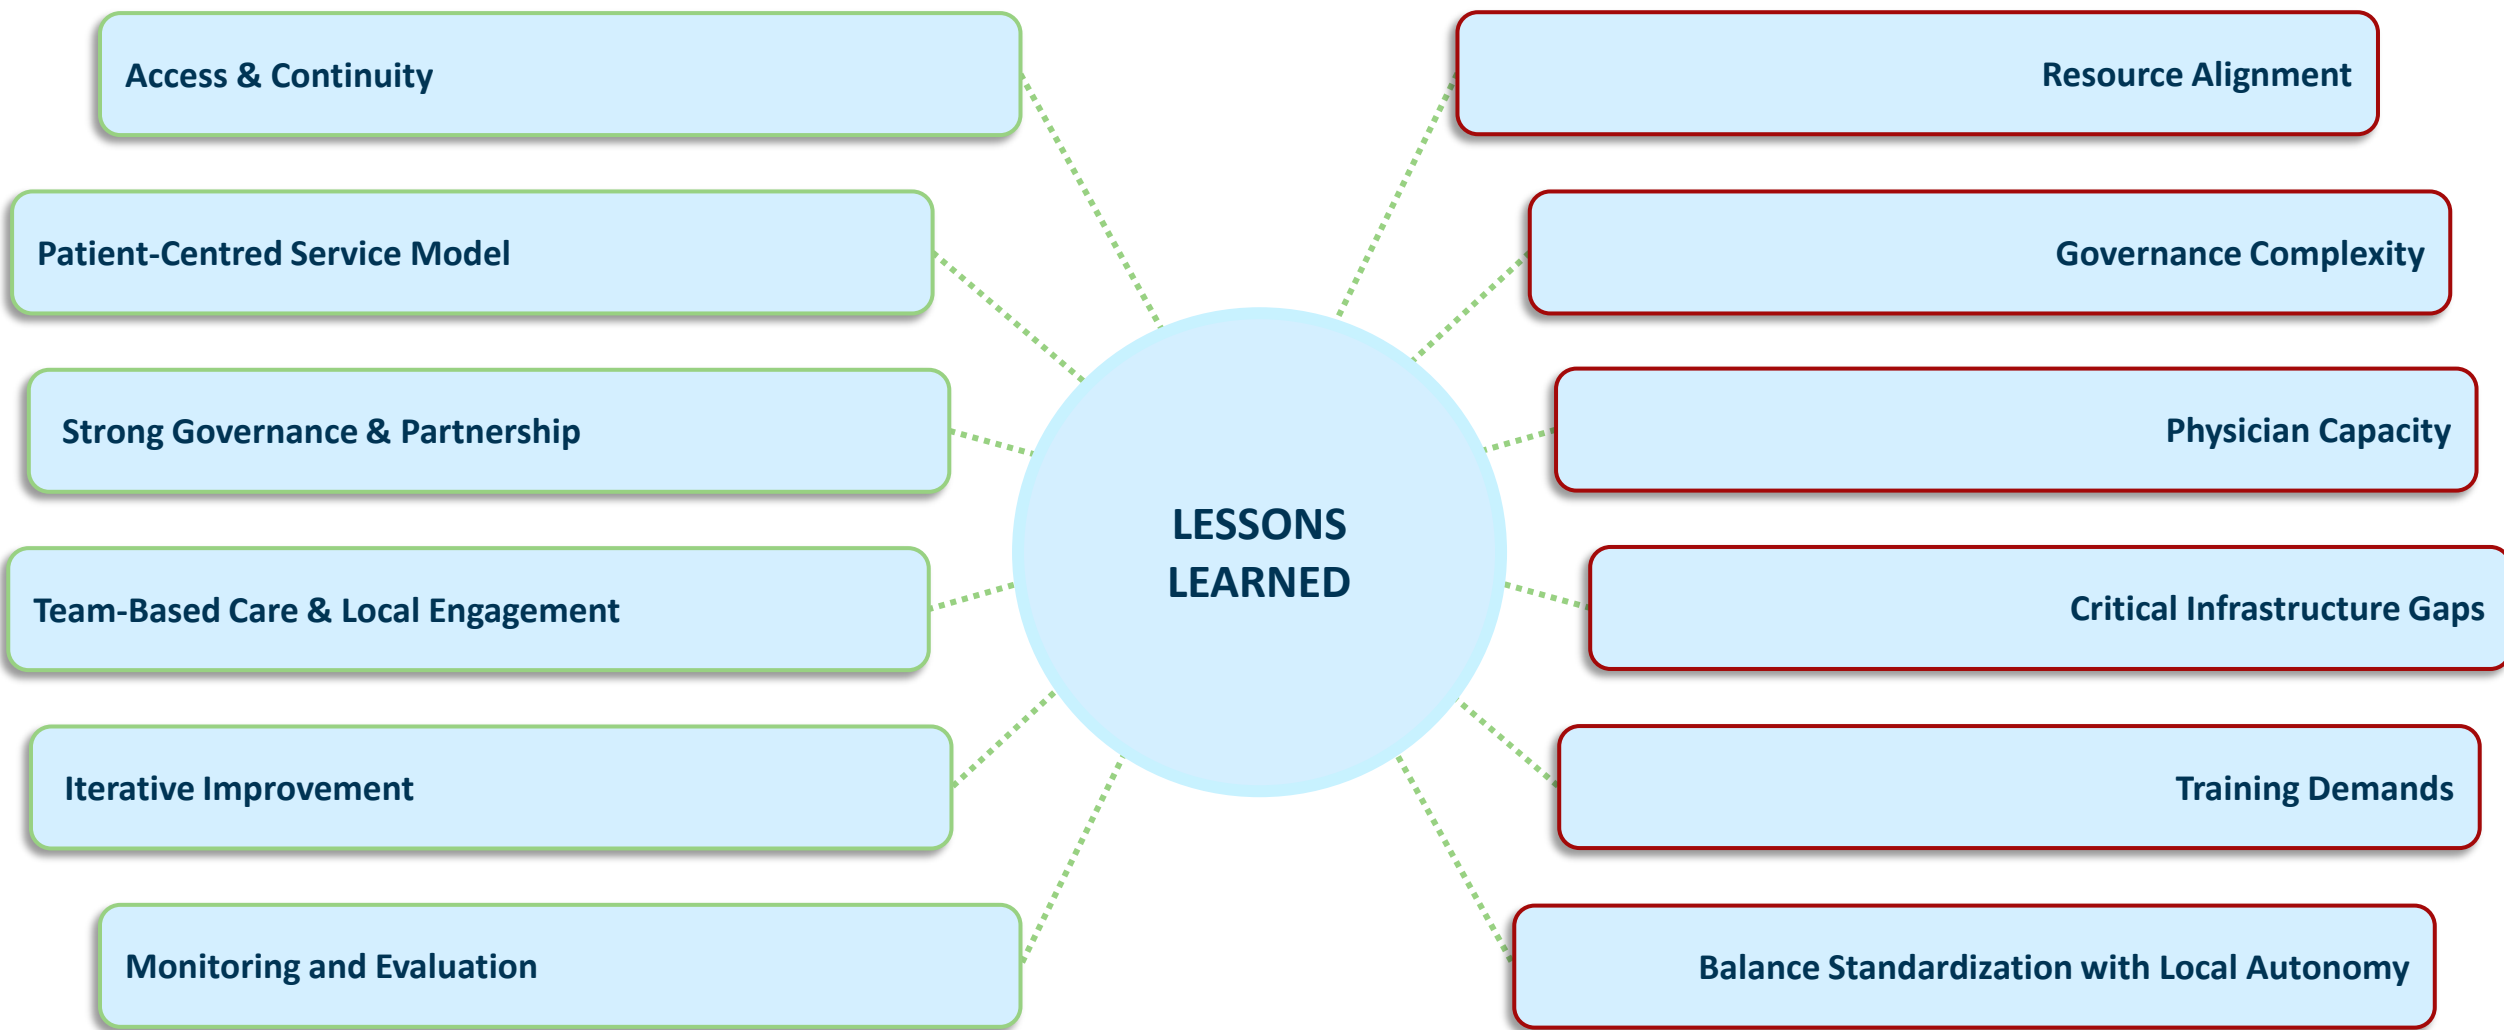 Access & Continuity
Patient-Centred Service Model
Strong Governance & Partnership
Team-Based Care & Local Engagement
Iterative Improvement
Monitoring and Evaluation
LESSONS
LEARNED
Resource Alignment
Governance Complexity
Physician Capacity
Critical Infrastructure Gaps
Training Demands
Balance Standardization with Local Autonomy